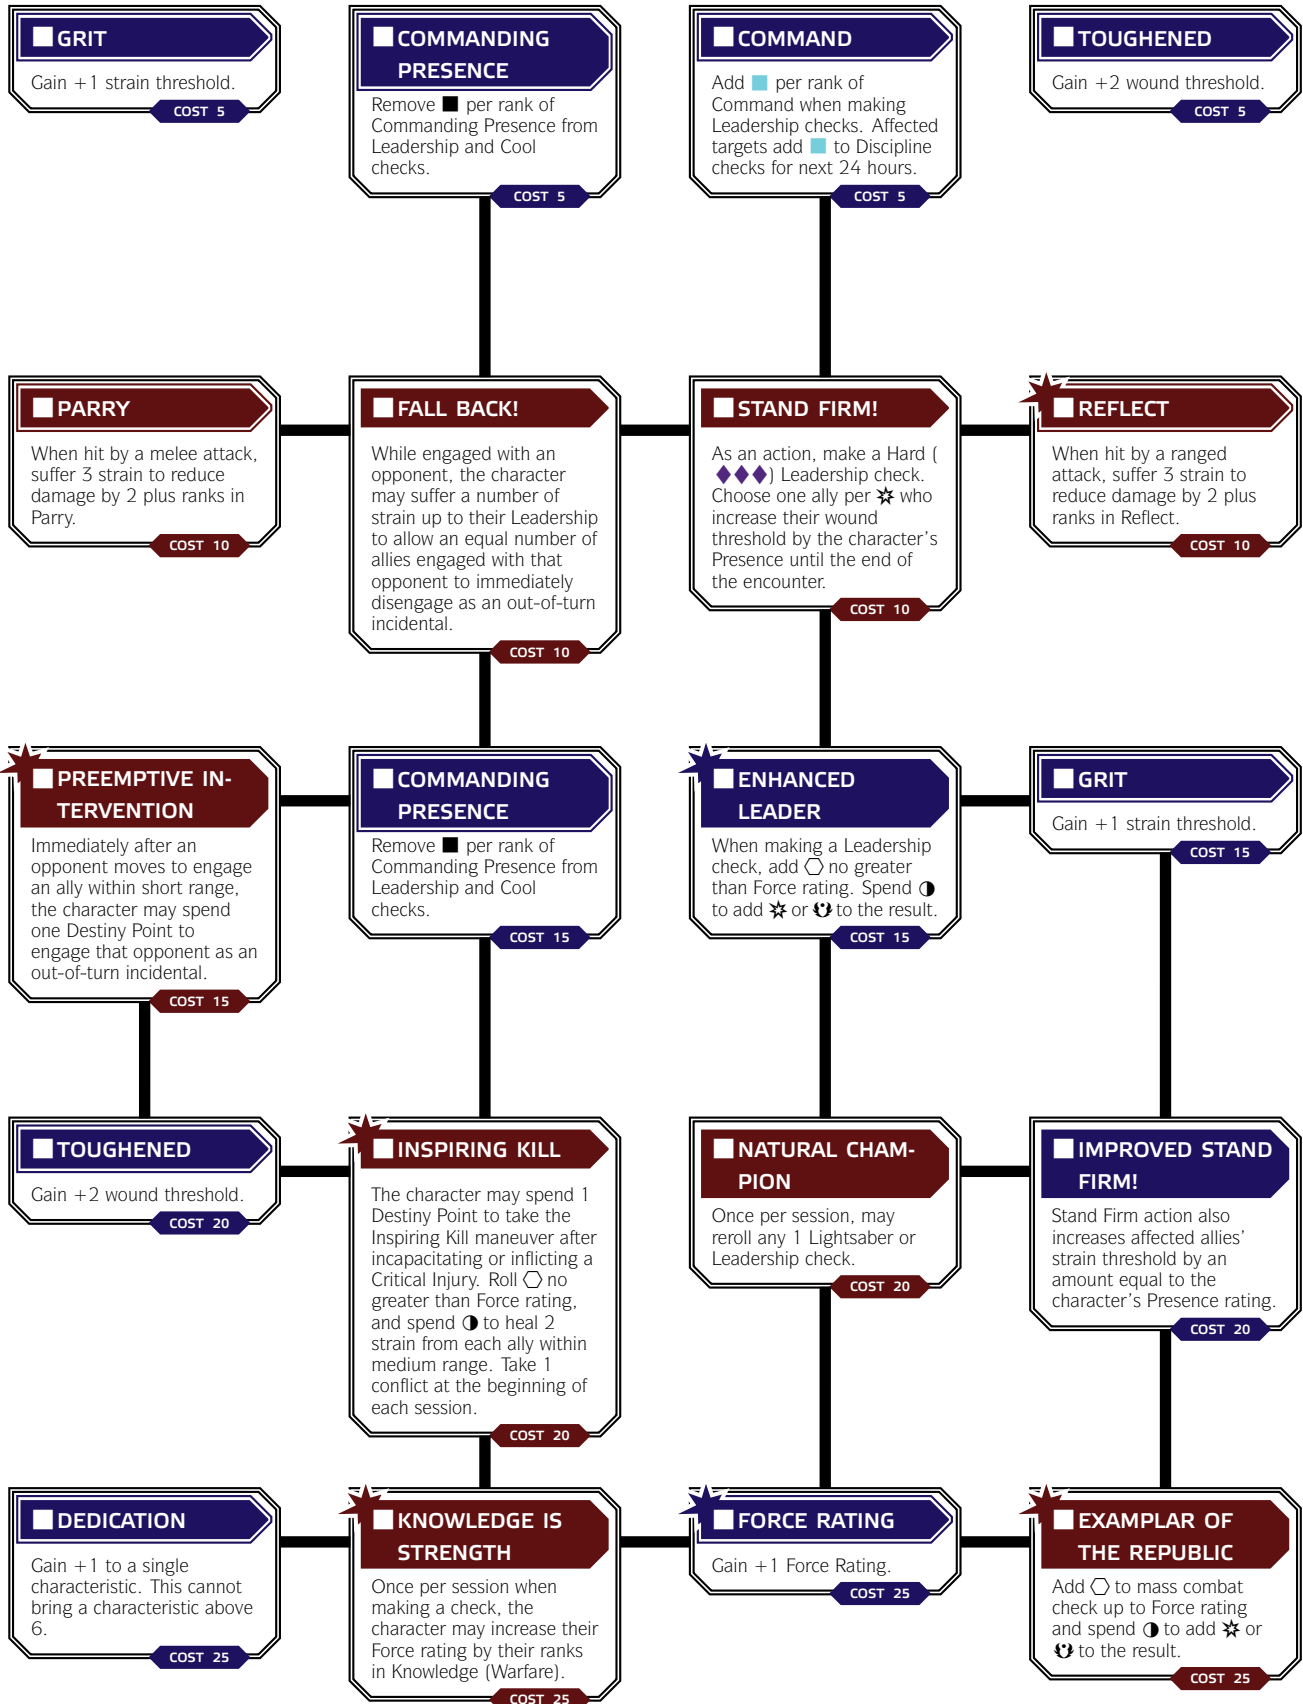 GRIT
Gain +1 strain threshold.
COST 5
COMMANDING
PRESENCE
Remove ■ per rank of
Commanding Presence from
Leadership and Cool
checks.
COST 5
COMMAND
Add ■ per rank of
Command when making
Leadership checks. Affected
targets add ■ to Discipline
checks for next 24 hours.
COST 5
TOUGHENED
Gain +2 wound threshold.
COST 5
PARRY
When hit by a melee attack,
suffer 3 strain to reduce
damage by 2 plus ranks in
Parry.
COST 10
FALL BACK!
While engaged with an
opponent, the character
may suffer a number of
strain up to their Leadership
to allow an equal number of
allies engaged with that
opponent to immediately
disengage as an out-of-turn
incidental.
COST 10
STAND FIRM!
As an action, make a Hard (
♦♦♦) Leadership check.
Choose one ally per who
increase their wound
threshold by the character's
Presence until the end of
the encounter.
COST 10
REFLECT
When hit by a ranged
attack, suffer 3 strain to
reduce damage by 2 plus
ranks in Reflect.
COST 10
PREEMPTIVE IN-
TERVENTION
Immediately after an
opponent moves to engage
an ally within short range,
the character may spend
one Destiny Point to
engage that opponent as an
out-of-turn incidental.
COST 15
COMMANDING
PRESENCE
Remove ■ per rank of
Commanding Presence from
Leadership and Cool
checks.
COST 15
ENHANCED
LEADER
When making a Leadership
check, add no greater
than Force rating. Spend
to add or to the result.
COST 15
GRIT
Gain +1 strain threshold.
COST 15
TOUGHENED
Gain +2 wound threshold.
COST 20
INSPIRING KILL
The character may spend 1
Destiny Point to take the
Inspiring Kill maneuver after
incapacitating or inflicting a
Critical Injury. Roll no
greater than Force rating,
and spend to heal 2
strain from each ally within
medium range. Take 1
conflict at the beginning of
each session.
COST 20
NATURAL CHAM-
PION
Once per session, may
reroll any 1 Lightsaber or
Leadership check.
COST 20
IMPROVED STAND
FIRM!
Stand Firm action also
increases affected allies'
strain threshold by an
amount equal to the
character's Presence rating.
COST 20
DEDICATION
Gain +1 to a single
characteristic. This cannot
bring a characteristic above
6.
COST 25
KNOWLEDGE IS
STRENGTH
Once per session when
making a check, the
character may increase their
Force rating by their ranks
in Knowledge (Warfare).
COST 25
FORCE RATING
Gain +1 Force Rating.
COST 25
EXAMPLAR OF
THE REPUBLIC
Add to mass combat
check up to Force rating
and spend to add or
to the result.
COST 25